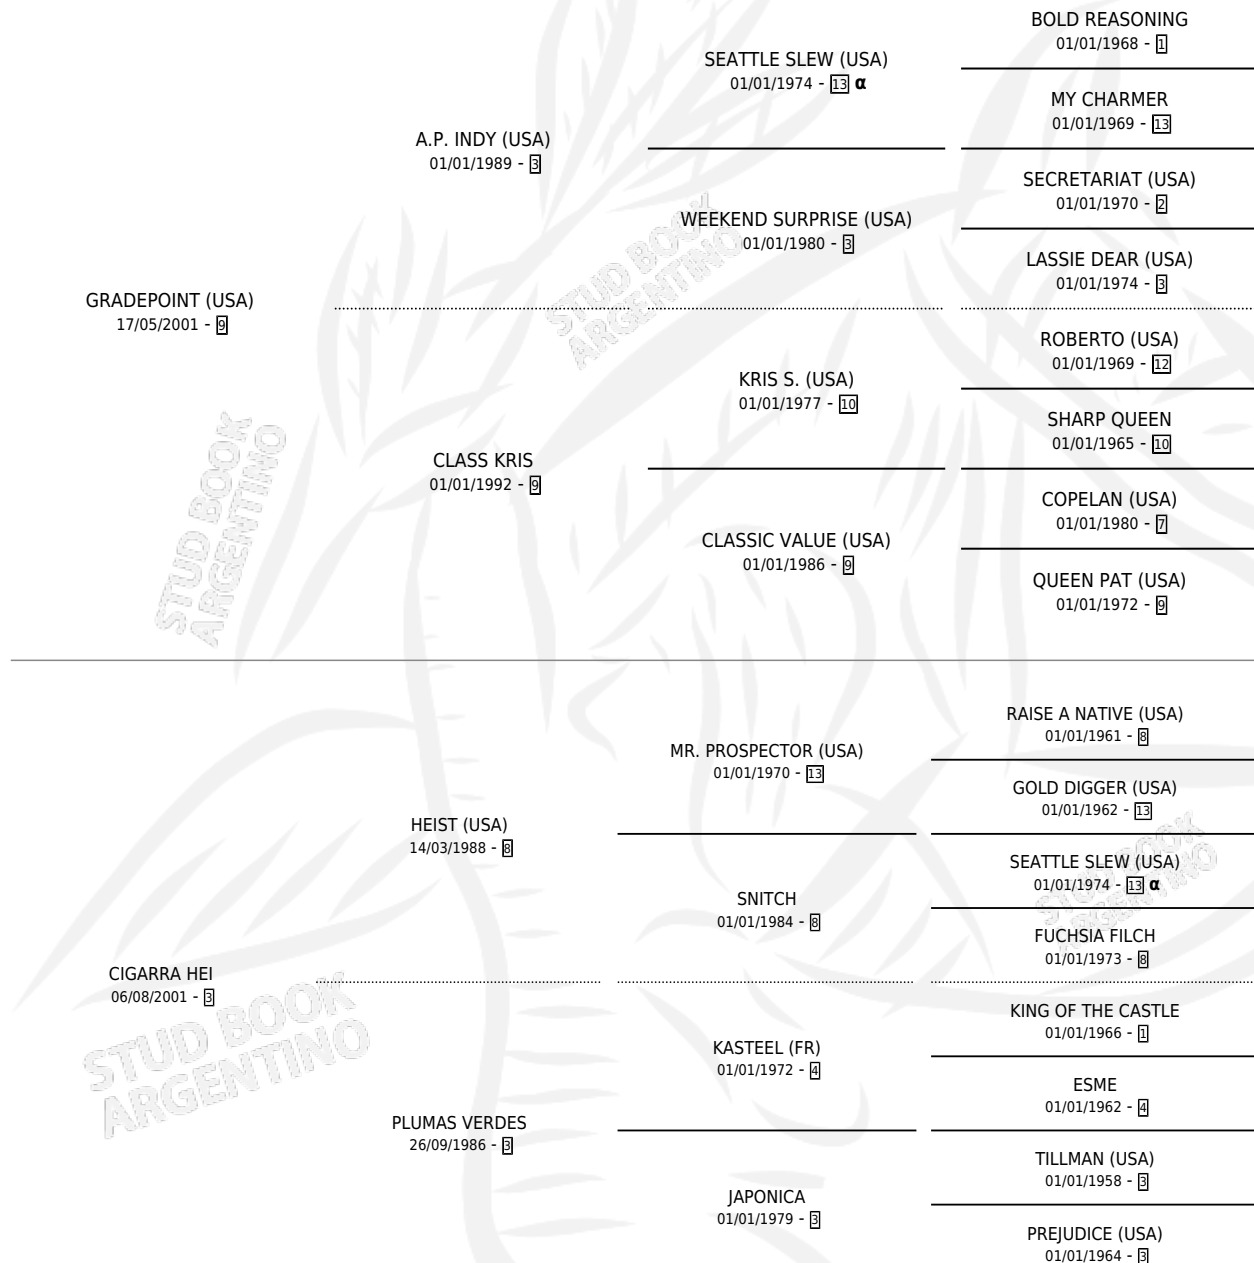 BOLD REASONING
01/01/1968 - 1
SEATTLE SLEW (USA)
01/01/1974 - 13 α
MY CHARMER
01/01/1969 - 13
A.P. INDY (USA)
01/01/1989 - 3
SECRETARIAT (USA)
01/01/1970 - 2
WEEKEND SURPRISE (USA)
01/01/1980 - 3
LASSIE DEAR (USA)
01/01/1974 - 3
GRADEPOINT (USA)
17/05/2001 - 9
ROBERTO (USA)
01/01/1969 - 12
KRIS S. (USA)
01/01/1977 - 10
SHARP QUEEN
01/01/1965 - 10
CLASS KRIS
01/01/1992 - 9
COPELAN (USA)
01/01/1980 - 7
CLASSIC VALUE (USA)
01/01/1986 - 9
QUEEN PAT (USA)
01/01/1972 - 9
RAISE A NATIVE (USA)
01/01/1961 - 8
MR. PROSPECTOR (USA)
01/01/1970 - 13
GOLD DIGGER (USA)
01/01/1962 - 13
HEIST (USA)
14/03/1988 - 8
SEATTLE SLEW (USA)
01/01/1974 - 13 α
SNITCH
01/01/1984 - 8
FUCHSIA FILCH
01/01/1973 - 8
CIGARRA HEI
06/08/2001 - 3
KING OF THE CASTLE
01/01/1966 - 1
KASTEEL (FR)
01/01/1972 - 4
ESME
01/01/1962 - 4
PLUMAS VERDES
26/09/1986 - 3
TILLMAN (USA)
01/01/1958 - 3
JAPONICA
01/01/1979 - 3
PREJUDICE (USA)
01/01/1964 - 3
STUD BOOK
ARGENTINO
STUD BOOK
ARGENTINO
STUD BOOK
ARGENTINO
STUD BOOK
ARGENTINO